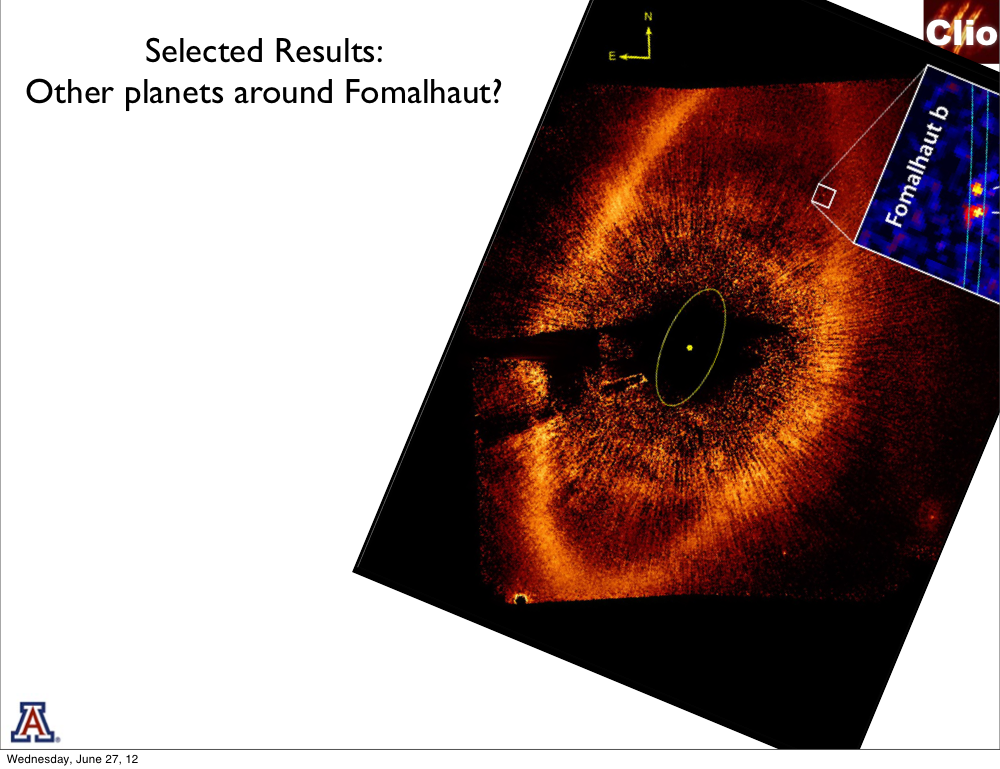 Selected Results:
Other planets around Fomalhaut?
N
E
Clio
Fomalhaut b
A
Wednesday, June 27, 12